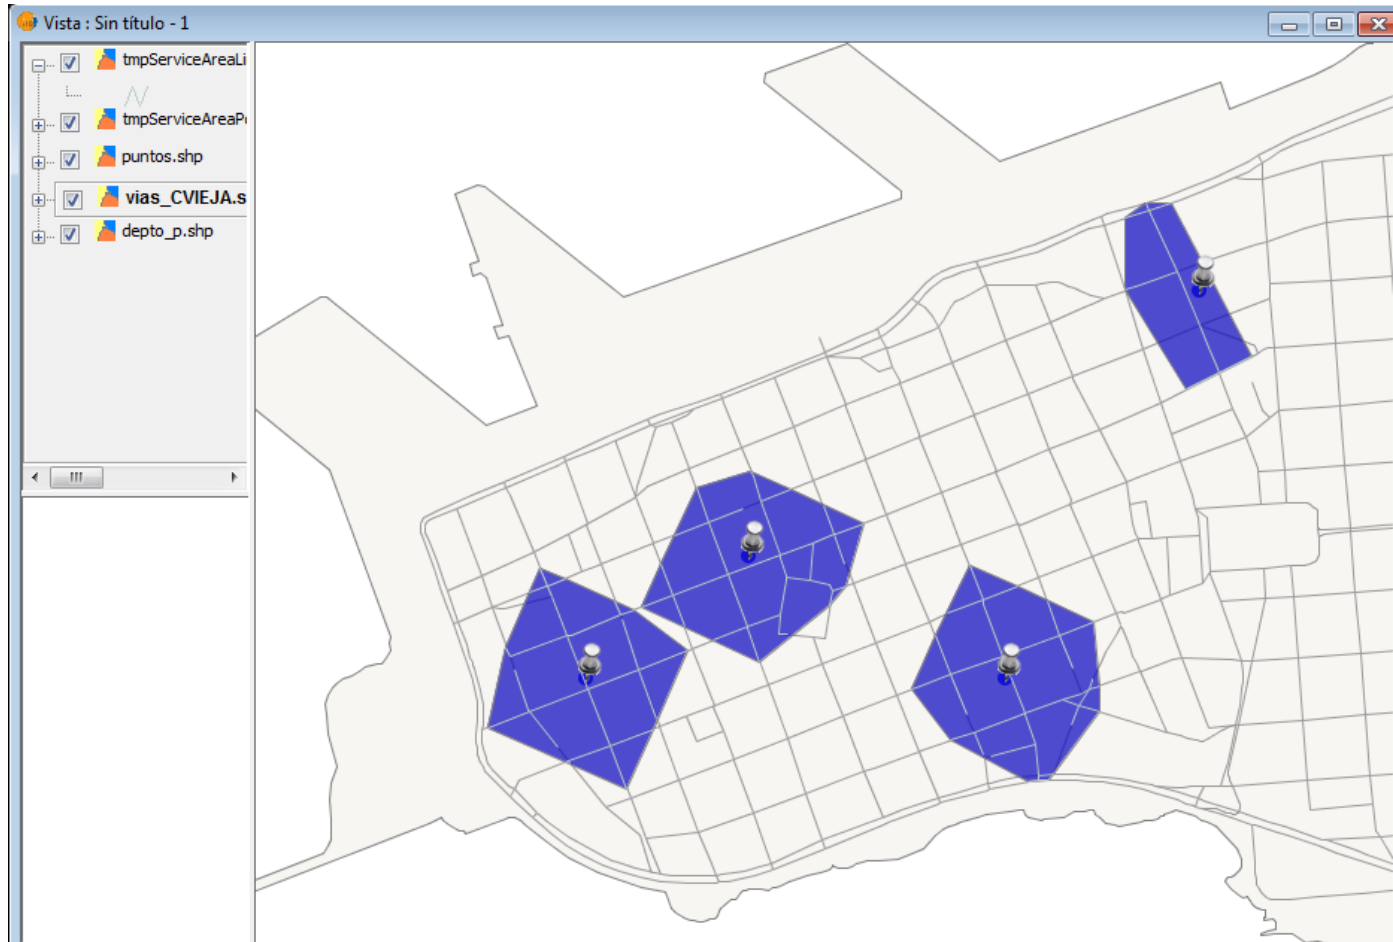 Vista : Sin título - 1
tmpServiceAreaLi
tmpServiceAreaP
puntos.shp
vias_CVIEJA.s
depto_p.shp